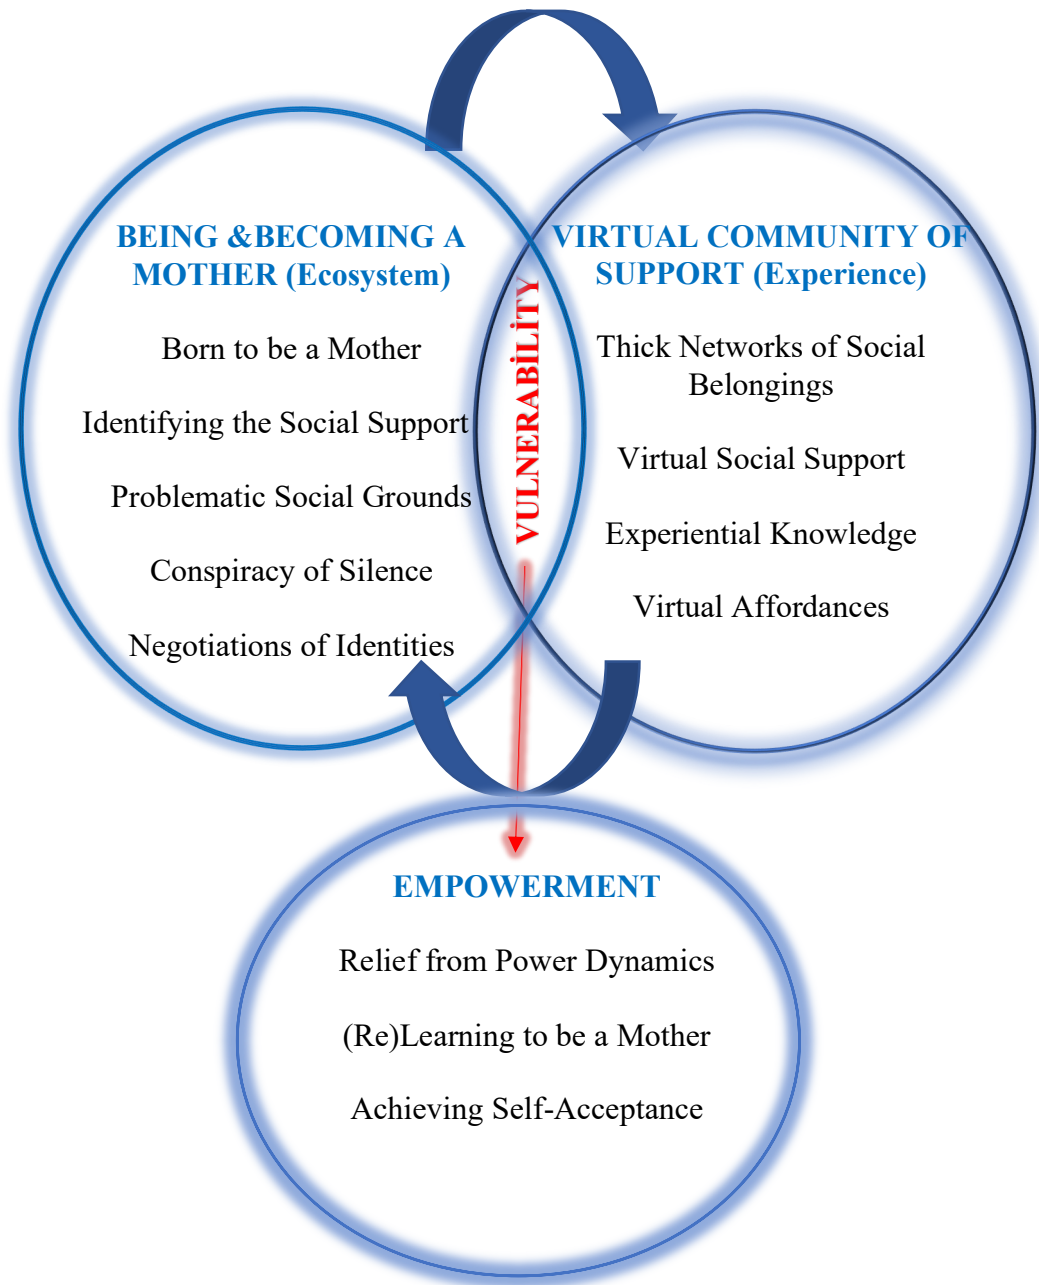 BEING &BECOMING A
MOTHER (Ecosystem)
Born to be a Mother
Identifying the Social Support
Problematic Social Grounds
Conspiracy of Silence
Negotiations of Identities
VULNERABİLİTY
VIRTUAL COMMUNITY OF
SUPPORT (Experience)
Thick Networks of Social
Belongings
Virtual Social Support
Experiential Knowledge
Virtual Affordances
EMPOWERMENT
Relief from Power Dynamics
(Re)Learning to be a Mother
Achieving Self-Acceptance